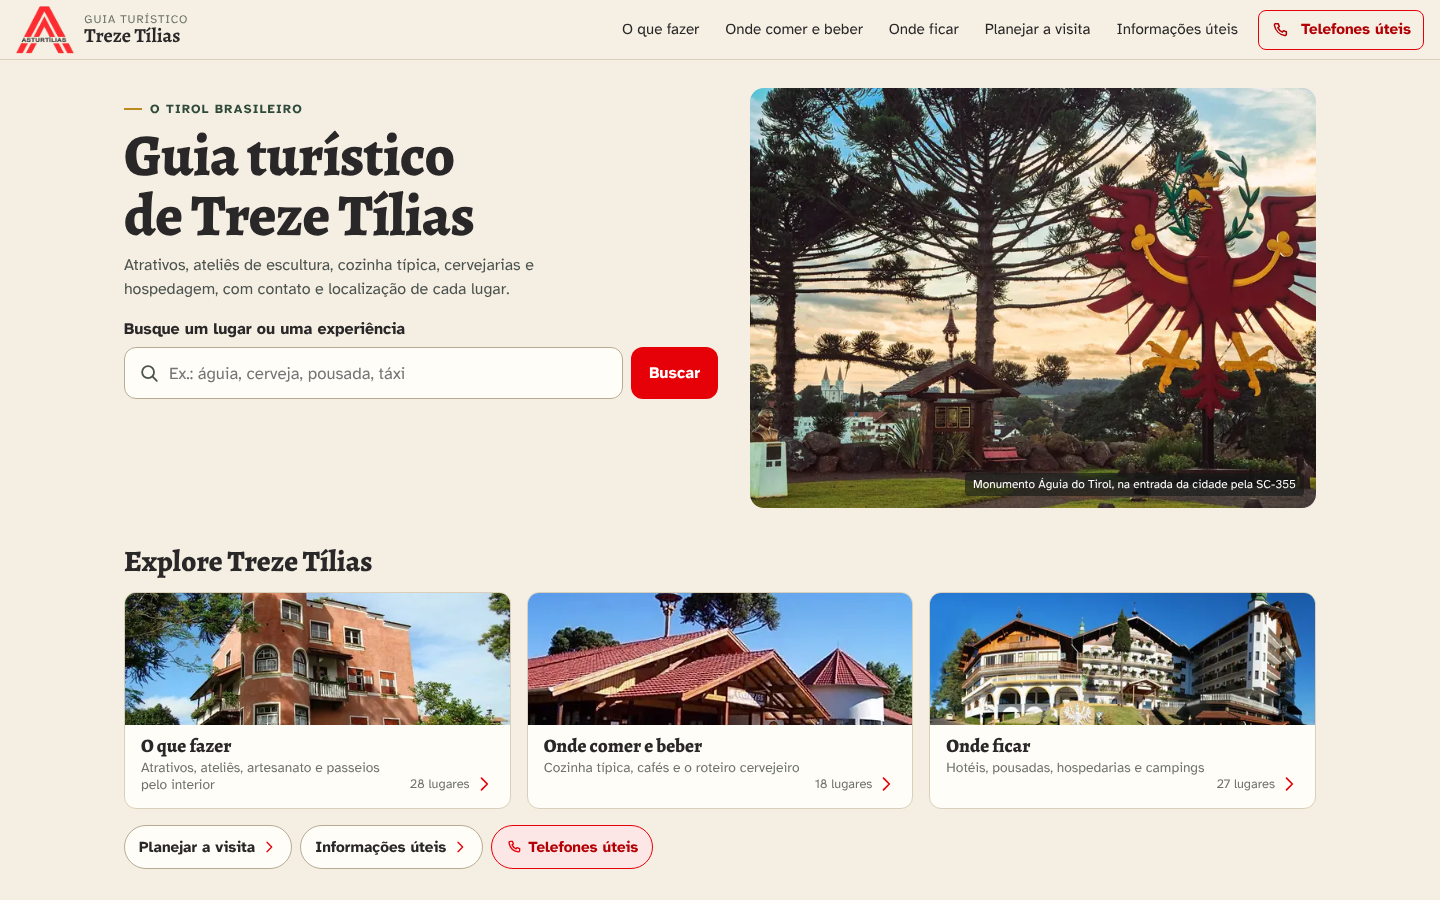 ASTURTÍLIAS
GUIA TURÍSTICO
Treze Tílias
O que fazer
Onde comer e beber
Onde ficar
Planejar a visita
Informações úteis
Telefones úteis
O TIROL BRASILEIRO
Guia turístico
de Treze Tílias
Atrativos, ateliês de escultura, cozinha típica, cervejarias e
hospedagem, com contato e localização de cada lugar.
Busque um lugar ou uma experiência
Ex.: águia, cerveja, pousada, táxi
Buscar
Monumento Águia do Tirol, na entrada da cidade pela SC-355
Explore Treze Tílias
O que fazer
Atrativos, ateliês, artesanato e passeios
pelo interior
28 lugares
Onde comer e beber
Cozinha típica, cafés e o roteiro cervejeiro
18 lugares
Onde ficar
Hotéis, pousadas, hospedarias e campings
27 lugares
Planejar a visita
Informações úteis
Telefones úteis